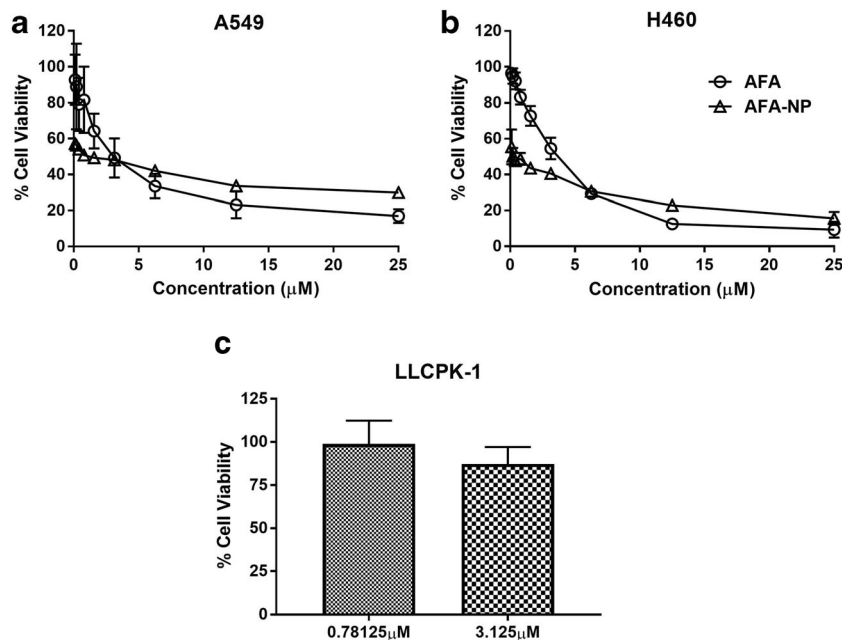 a
A549
% Cell Viability
120
100
80
60
40
20
0
0
5
10
15
20
25
Concentration (μM)
b
H460
AFA
AFA-NP
% Cell Viability
120
100
80
60
40
20
0
0
5
10
15
20
25
Concentration (μM)
c
LLCPK-1
% Cell Viability
125
100
75
50
25
0
0.78125μM
3.125μM